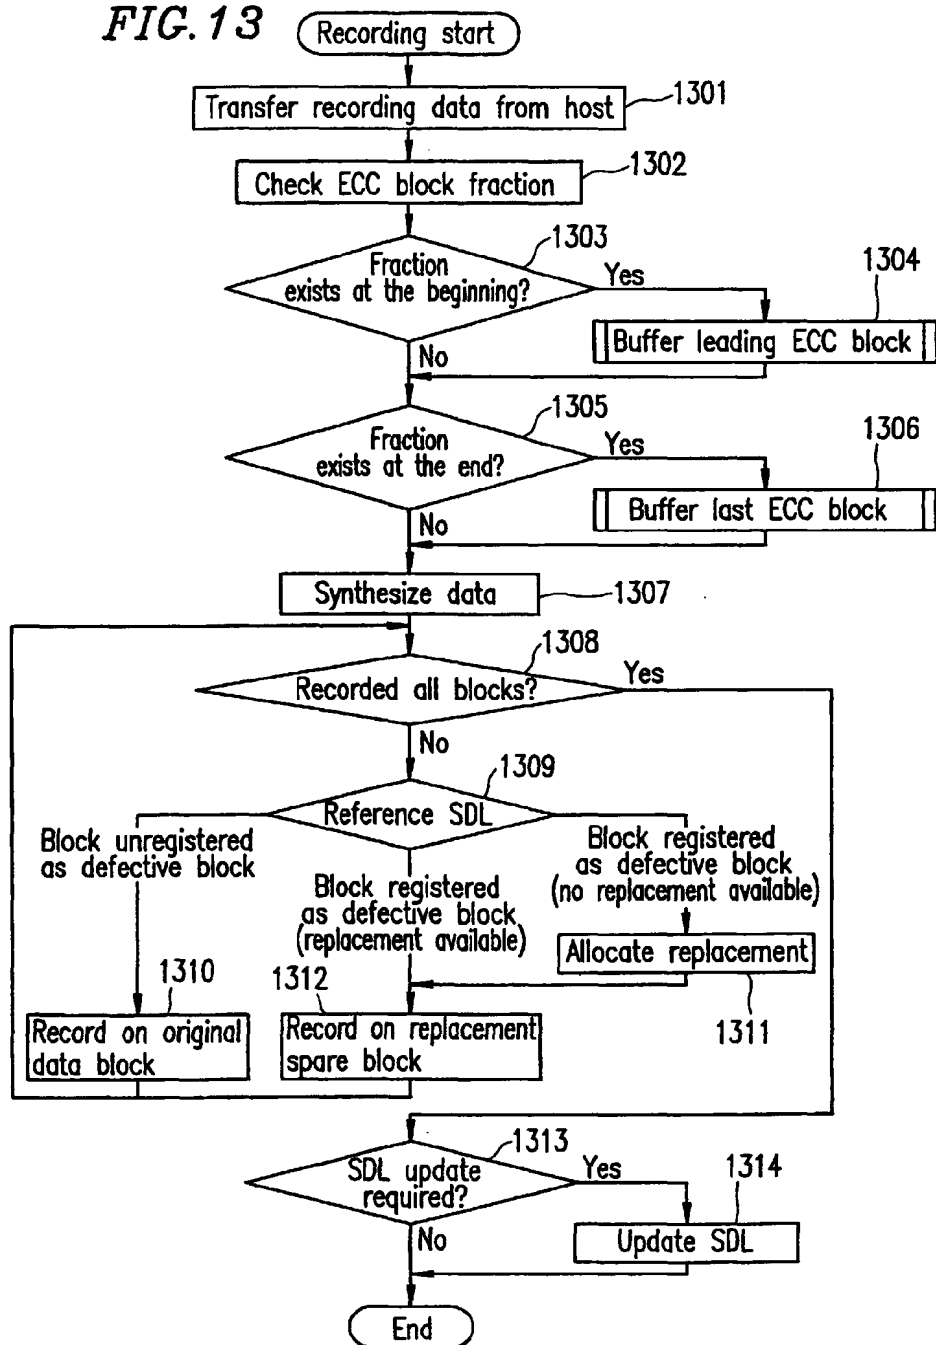 FIG. 13
Recording start
Transfer recording data from host
1301
Check ECC block fraction
1302
1303
Fraction
exists at the beginning?
Yes
1304
Buffer leading ECC block
No
1305
Fraction
exists at the end?
Yes
1306
Buffer last ECC block
No
Synthesize data
1307
1308
Recorded all blocks?
Yes
No
1309
Reference SDL
Block unregistered
as defective block
Block registered
as defective block
(replacement available)
Block registered
as defective block
(no replacement available)
Allocate replacement
1311
1310
Record on original
data block
1312
Record on replacement
spare block
1313
SDL update
required?
Yes
1314
Update SDL
No
End